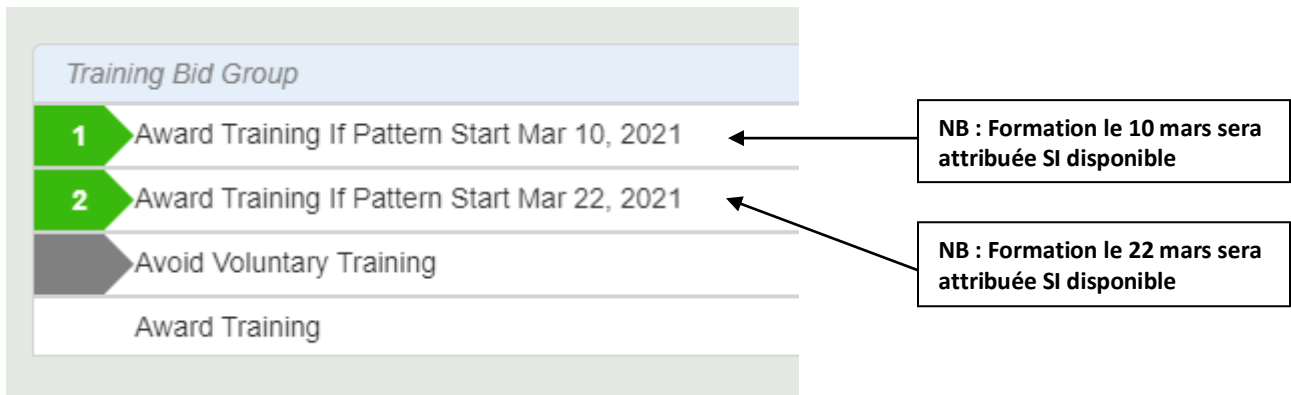 Training Bid Group
1 Award Training If Pattern Start Mar 10, 2021
NB : Formation le 10 mars sera
attribuée SI disponible
2 Award Training If Pattern Start Mar 22, 2021
Avoid Voluntary Training
NB : Formation le 22 mars sera
attribuée SI disponible
Award Training